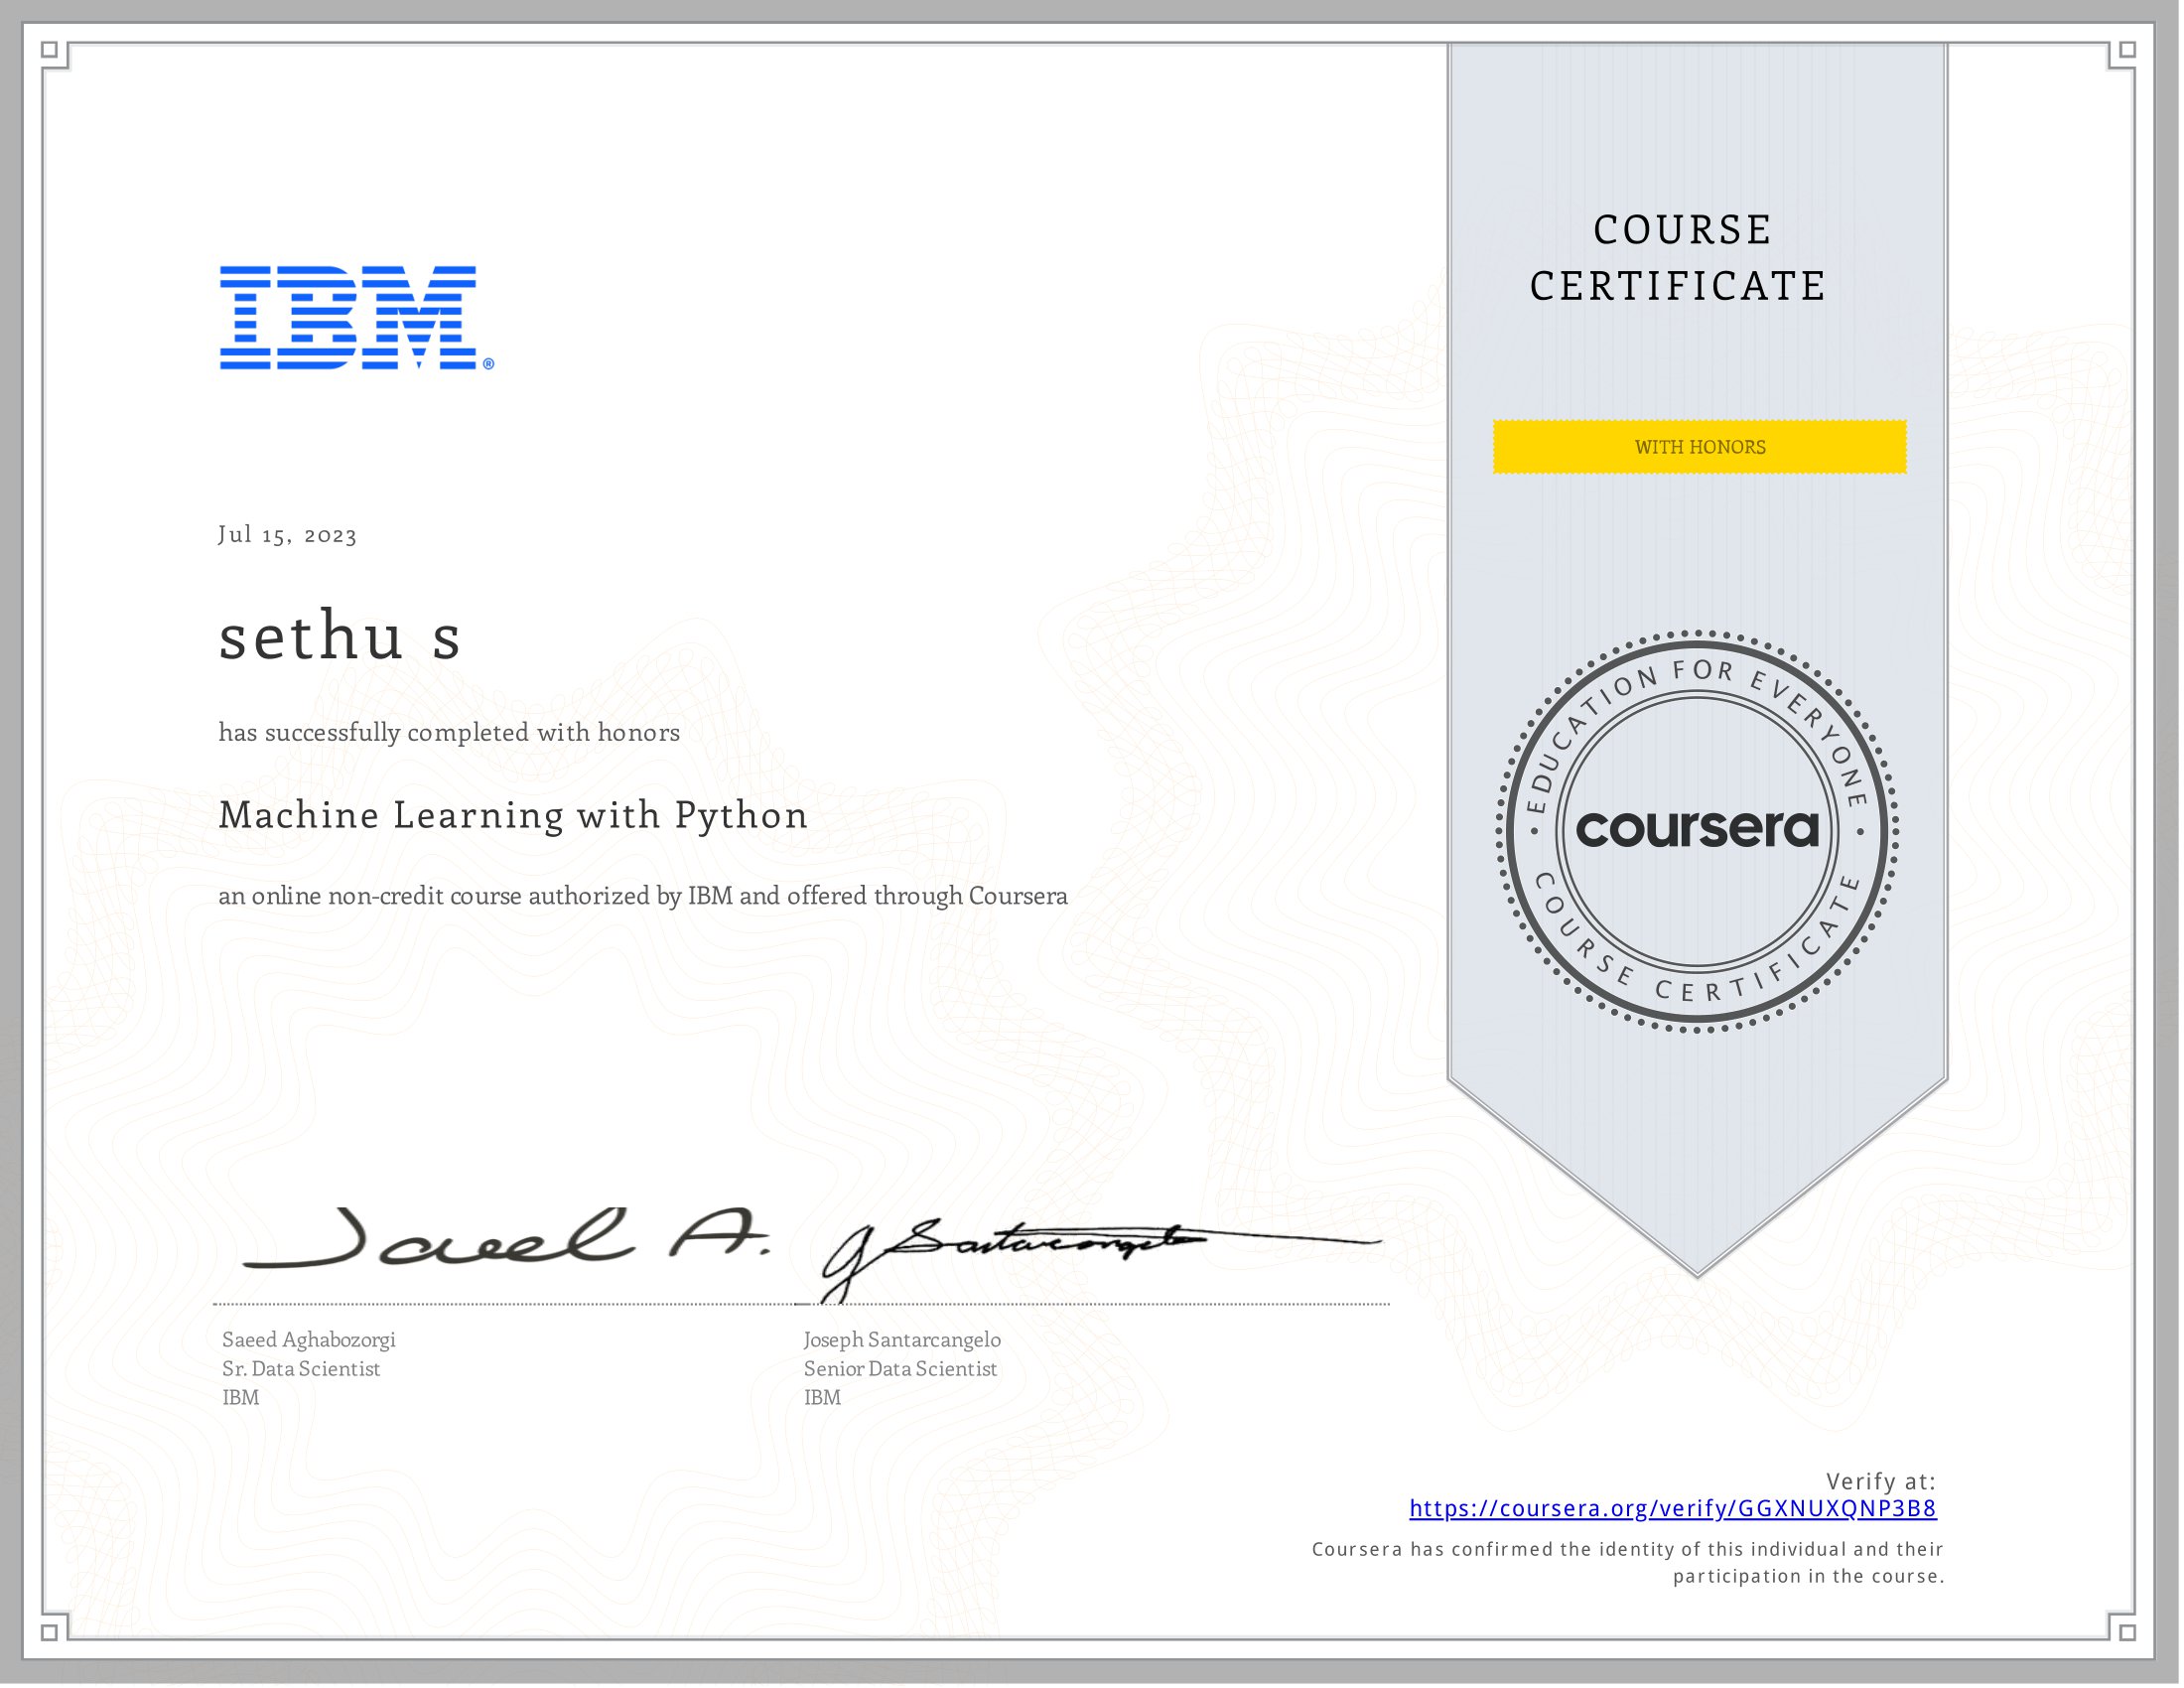 IBM®
Jul 15, 2023
sethu s
has successfully completed with honors
Machine Learning with Python
an online non-credit course authorized by IBM and offered through Coursera
COURSE
CERTIFICATE
WITH HONORS
EDUCATION FOR EVERYONE
coursera
COURSE CERTIFICATE
Saeed A.
J Santarcangelo
Saeed Aghabozorgi
Sr. Data Scientist
IBM
Joseph Santarcangelo
Senior Data Scientist
IBM
Verify at:
https://coursera.org/verify/GGXNUXQNP3B8
Coursera has confirmed the identity of this individual and their
participation in the course.